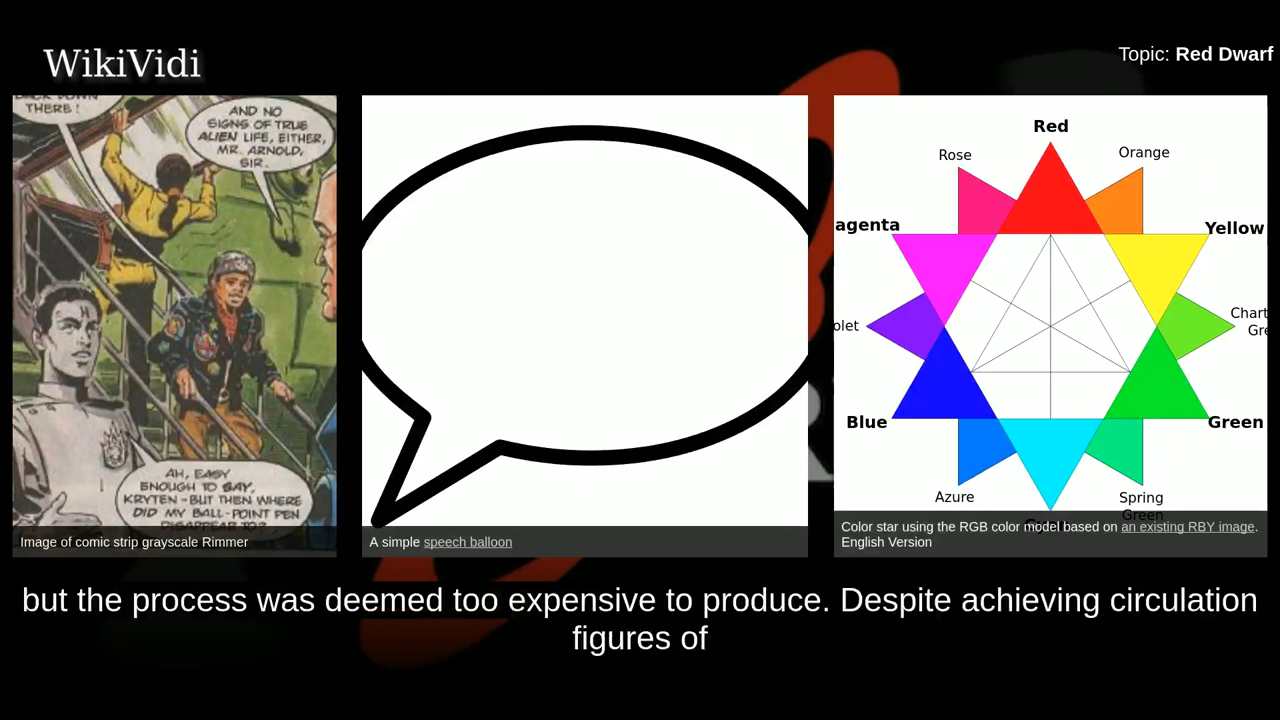 WikiVidi
Topic: Red Dwarf
THERE!
AND NO
SIGNS OF TRUE
ALIEN LIFE, EITHER,
MR. ARNOLD,
SIR.
AH, EASY
ENOUGH TO SAY,
KRYTEN - BUT THEN WHERE
DID MY BALL-POINT PEN
DISAPPEAR TO?
Image of comic strip grayscale Rimmer
A simple speech balloon
Red
Rose
Orange
agenta
Yellow
olet
Chart
Gre
Blue
Green
Azure
Spring
Green
Color star using the RGB color model based on an existing RBY image.
English Version
but the process was deemed too expensive to produce. Despite achieving circulation
figures of